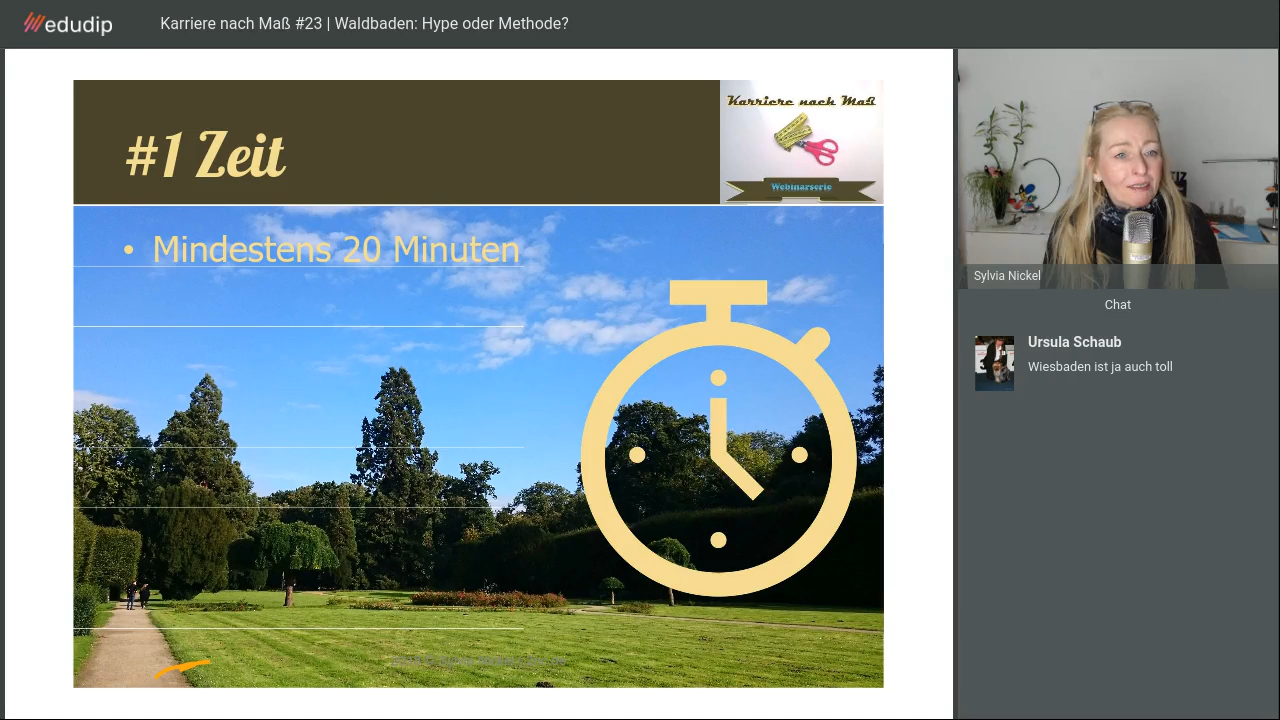 edudip
Karriere nach Maß #23 | Waldbaden: Hype oder Methode?
#1 Zeit
Karriere nach Maß
Webinarserie
• Mindestens 20 Minuten
Sylvia Nickel
Chat
Ursula Schaub
Wiesbaden ist ja auch toll